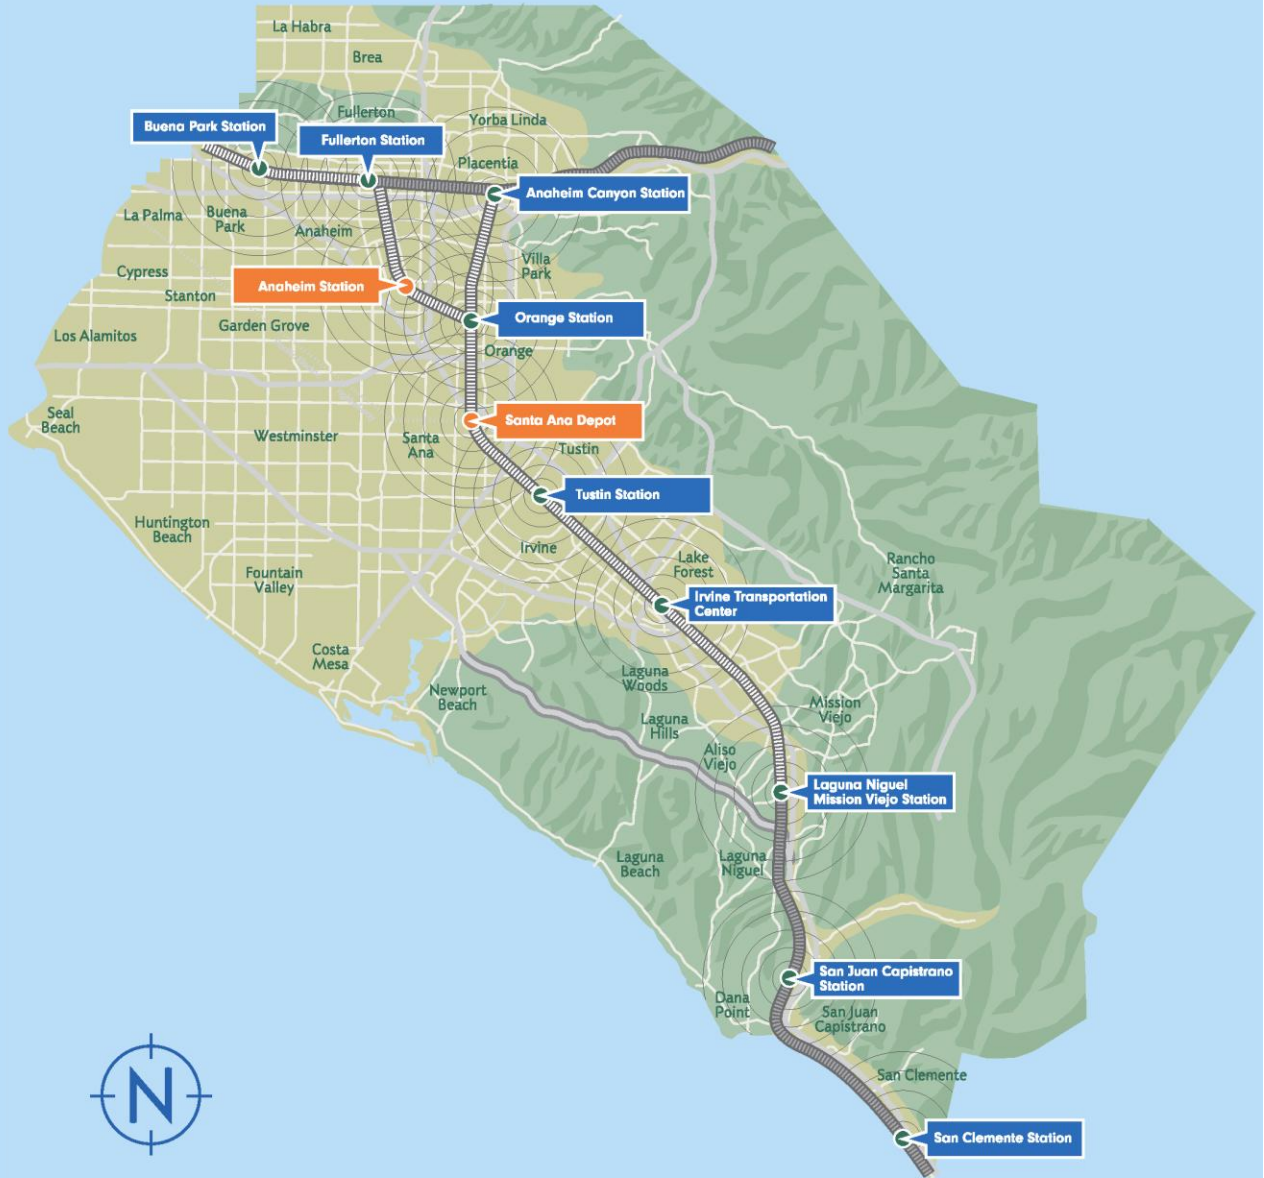 La Habra
Brea
Fullerton
Yorba Linda
Buena Park Station
Fullerton Station
Placentia
Anaheim Canyon Station
La Palma
Buena
Park
Anaheim
Villa
Park
Cypress
Stanton
Anaheim Station
Garden Grove
Orange Station
Los Alamitos
Orange
Seal
Beach
Westminster
Santa
Ana
Santa Ana Depot
Tustin
Tustin Station
Huntington
Beach
Irvine
Lake
Forest
Rancho
Santa
Margarita
Fountain
Valley
Irvine Transportation
Center
Costa
Mesa
Newport
Beach
Laguna
Woods
Laguna
Hills
Mission
Viejo
Aliso
Viejo
Laguna Niguel
Mission Viejo Station
Laguna
Beach
Laguna
Niguel
San Juan Capistrano
Station
Dana
Point
San Juan
Capistrano
San Clemente
San Clemente Station
N